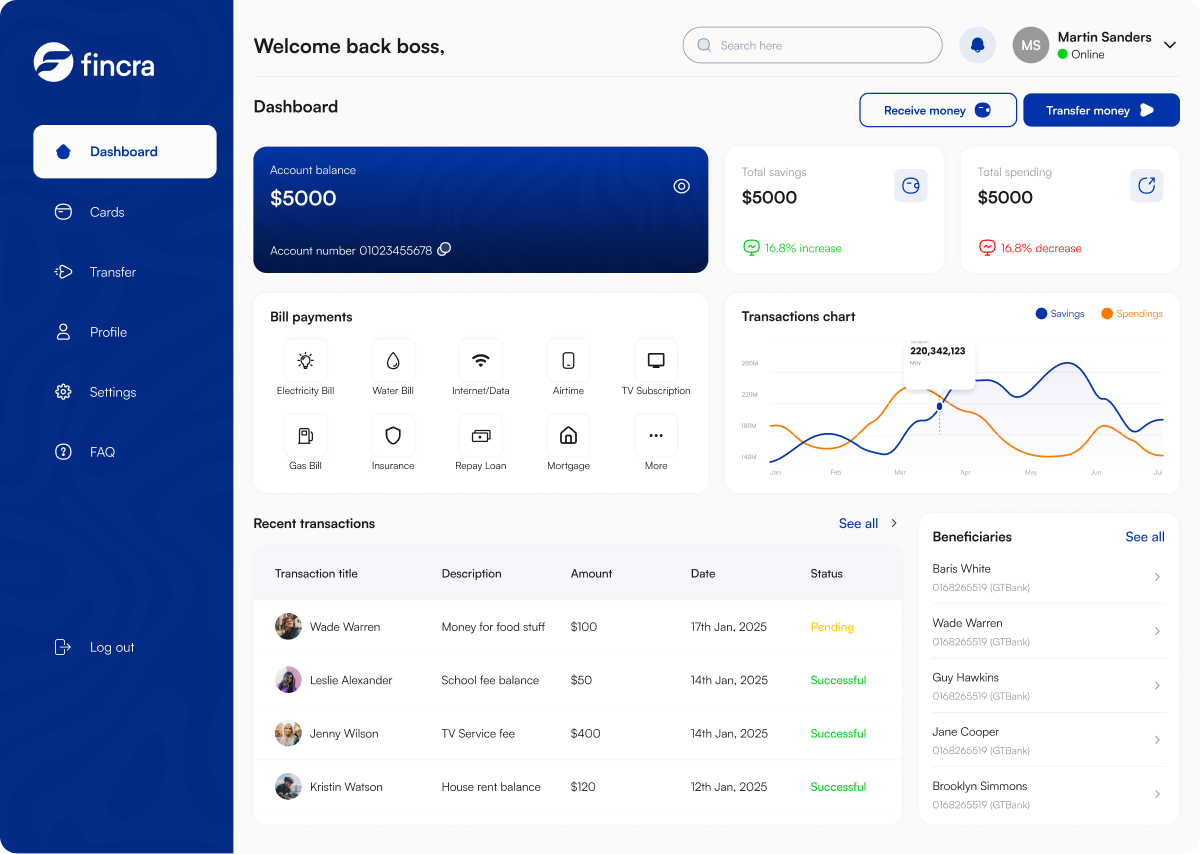 fincra
Dashboard
Cards
Transfer
Profile
Settings
FAQ
Log out
Welcome back boss,
Search here
MS
Martin Sanders
Online
Dashboard
Receive money
Transfer money
Account balance
$5000
Account number 01023455678
Total savings
$5000
16.8% increase
Total spending
$5000
16.8% decrease
Bill payments
Electricity Bill
Water Bill
Internet/Data
Airtime
TV Subscription
Gas Bill
Insurance
Repay Loan
Mortgage
More
Transactions chart
Savings
Spendings
220,342,123
May
260M
220M
180M
140M
Jan
Feb
Mar
Apr
May
Jun
Jul
Recent transactions
See all
Transaction title Description Amount Date Status
Wade Warren Money for food stuff $100 17th Jan, 2025 Pending
Leslie Alexander School fee balance $50 14th Jan, 2025 Successful
Jenny Wilson TV Service fee $400 14th Jan, 2025 Successful
Kristin Watson House rent balance $120 12th Jan, 2025 Successful
Beneficiaries
See all
Baris White
0168265519 (GTBank)
Wade Warren
0168265519 (GTBank)
Guy Hawkins
0168265519 (GTBank)
Jane Cooper
0168265519 (GTBank)
Brooklyn Simmons
0168265519 (GTBank)